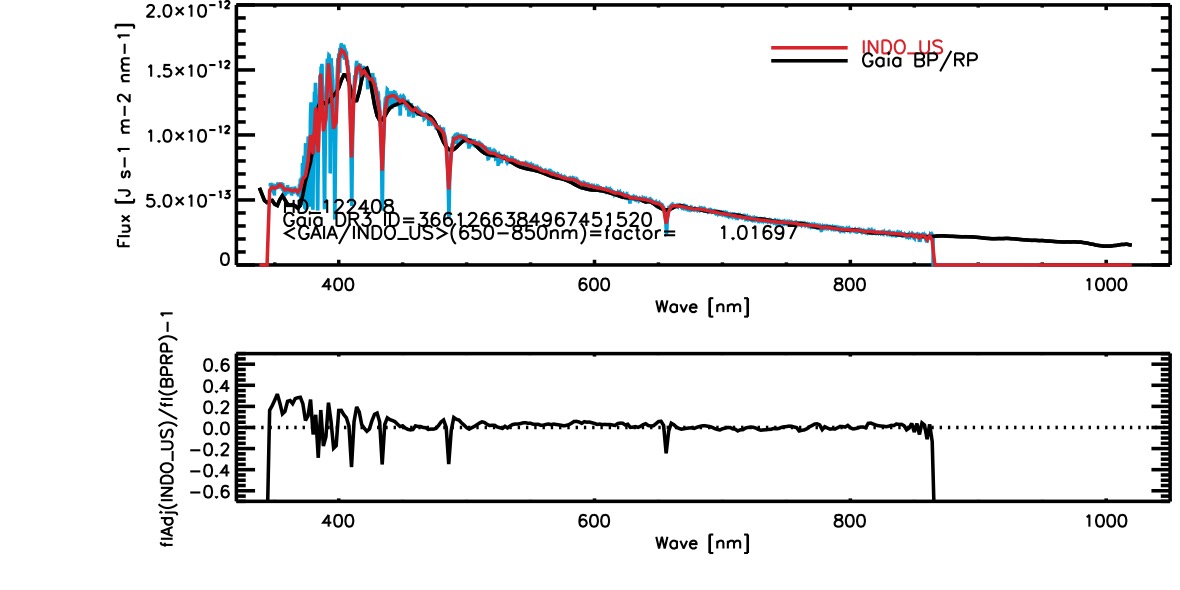 2.0×10−12
1.5×10−12
1.0×10−12
5.0×10−13
0
Flux [J s−1 m−2 nm−1]
INDO_US
Gaia BP/RP
HD_122408
Gaia DR3 ID=3661266384967451520
<GAIA/INDO_US>(650−850nm)=factor= 1.01697
400 600 800 1000
Wave [nm]
flAdj(INDO_US)/fl(BPRP)−1
0.6
0.4
0.2
0.0
−0.2
−0.4
−0.6
400 600 800 1000
Wave [nm]